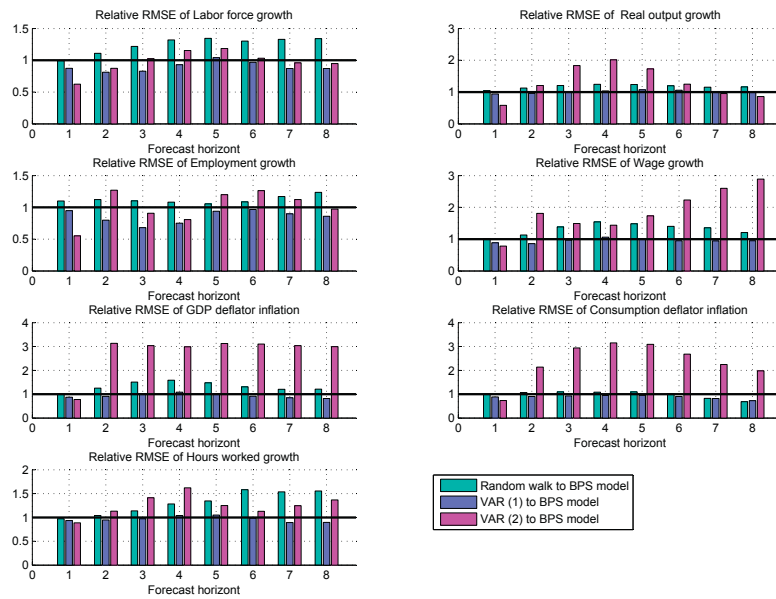 Relative RMSE of Labor force growth
1.5
1
0.5
0
0 1 2 3 4 5 6 7 8
Forecast horizont
Relative RMSE of Real output growth
3
2
1
0
0 1 2 3 4 5 6 7 8
Forecast horizont
Relative RMSE of Employment growth
1.5
1
0.5
0
0 1 2 3 4 5 6 7 8
Forecast horizont
Relative RMSE of Wage growth
3
2
1
0
0 1 2 3 4 5 6 7 8
Forecast horizont
Relative RMSE of GDP deflator inflation
4
3
2
1
0
0 1 2 3 4 5 6 7 8
Forecast horizont
Relative RMSE of Consumption deflator inflation
4
3
2
1
0
0 1 2 3 4 5 6 7 8
Forecast horizont
Relative RMSE of Hours worked growth
2
1.5
1
0.5
0
0 1 2 3 4 5 6 7 8
Forecast horizont
Random walk to BPS model
VAR (1) to BPS model
VAR (2) to BPS model